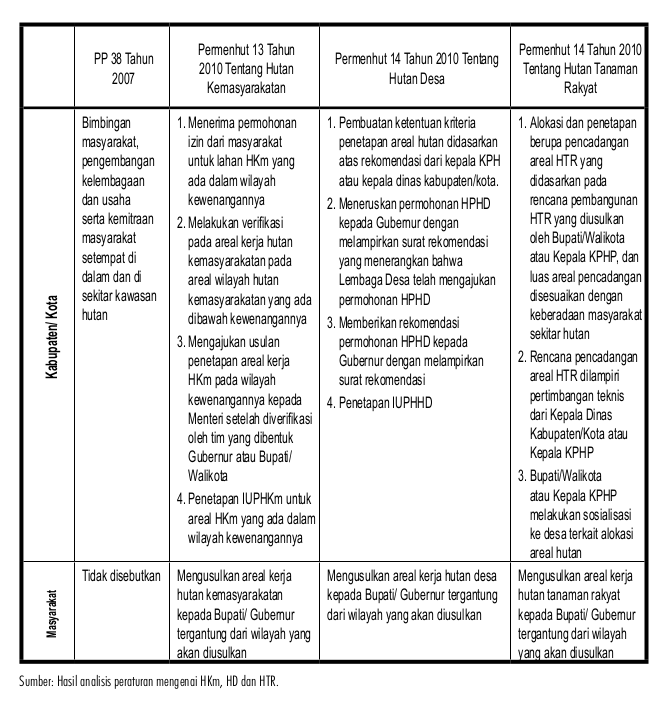 PP 38 Tahun
2007
Permenhut 13 Tahun
2010 Tentang Hutan
Kemasyarakatan
Permenhut 14 Tahun 2010 Tentang
Hutan Desa
Permenhut 14 Tahun 2010
Tentang Hutan Tanaman
Rakyat
Kabupaten/ Kota
Bimbingan
masyarakat,
pengembangan
kelembagaan
dan usaha
serta kemitraan
masyarakat
setempat di
dalam dan di
sekitar kawasan
hutan
1. Menerima permohonan
izin dari masyarakat
untuk lahan HKm yang
ada dalam wilayah
kewenangannya
2. Melakukan verifikasi
pada areal kerja hutan
kemasyarakatan pada
areal wilayah hutan
kemasyarakatan yang ada
dibawah kewenangannya
3. Mengajukan usulan
penetapan areal kerja
HKm pada wilayah
kewenangannya kepada
Menteri setelah diverifikasi
oleh tim yang dibentuk
Gubernur atau Bupati/
Walikota
4. Penetapan IUPHKm untuk
areal HKm yang ada dalam
wilayah kewenangannya
1. Pembuatan ketentuan kriteria
penetapan areal hutan didasarkan
atas rekomendasi dari kepala KPH
atau kepala dinas kabupaten/kota.
2. Meneruskan permohonan HPHD
kepada Gubernur dengan
melampirkan surat rekomendasi
yang menerangkan bahwa
Lembaga Desa telah mengajukan
permohonan HPHD
3. Memberikan rekomendasi
permohonan HPHD kepada
Gubernur dengan melampirkan
surat rekomendasi
4. Penetapan IUPHHD
1. Alokasi dan penetapan
berupa pencadangan
areal HTR yang
didasarkan pada
rencana pembangunan
HTR yang diusulkan
oleh Bupati/Walikota
atau Kepala KPHP, dan
luas areal pencadangan
disesuaikan dengan
keberadaan masyarakat
sekitar hutan
2. Rencana pencadangan
areal HTR dilampiri
pertimbangan teknis
dari Kepala Dinas
Kabupaten/Kota atau
Kepala KPHP
3. Bupati/Walikota
atau Kepala KPHP
melakukan sosialisasi
ke desa terkait alokasi
areal hutan
Masyarakat
Tidak disebutkan
Mengusulkan areal kerja
hutan kemasyarakatan
kepada Bupati/ Gubernur
tergantung dari wilayah yang
akan diusulkan
Mengusulkan areal kerja hutan desa
kepada Bupati/ Gubernur tergantung
dari wilayah yang akan diusulkan
Mengusulkan areal kerja
hutan tanaman rakyat
kepada Bupati/ Gubernur
tergantung dari wilayah
yang akan diusulkan
Sumber: Hasil analisis peraturan mengenai HKm, HD dan HTR.